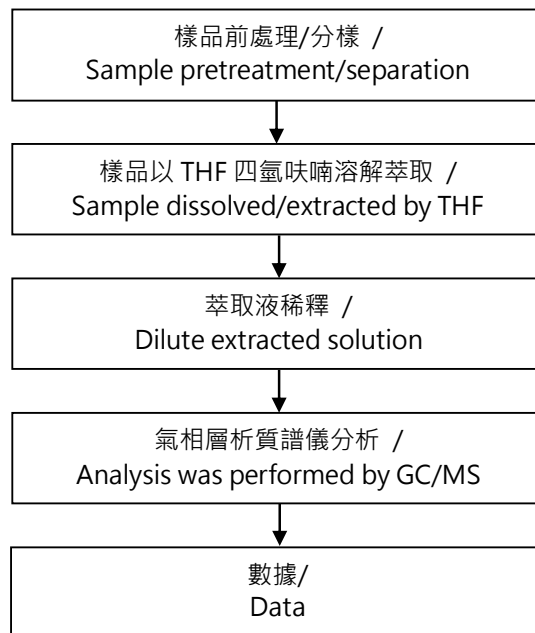 樣品前處理/分樣 /
Sample pretreatment/separation
樣品以 THF 四氫呋喃溶解萃取 /
Sample dissolved/extracted by THF
萃取液稀釋 /
Dilute extracted solution
氣相層析質譜儀分析 /
Analysis was performed by GC/MS
數據/
Data